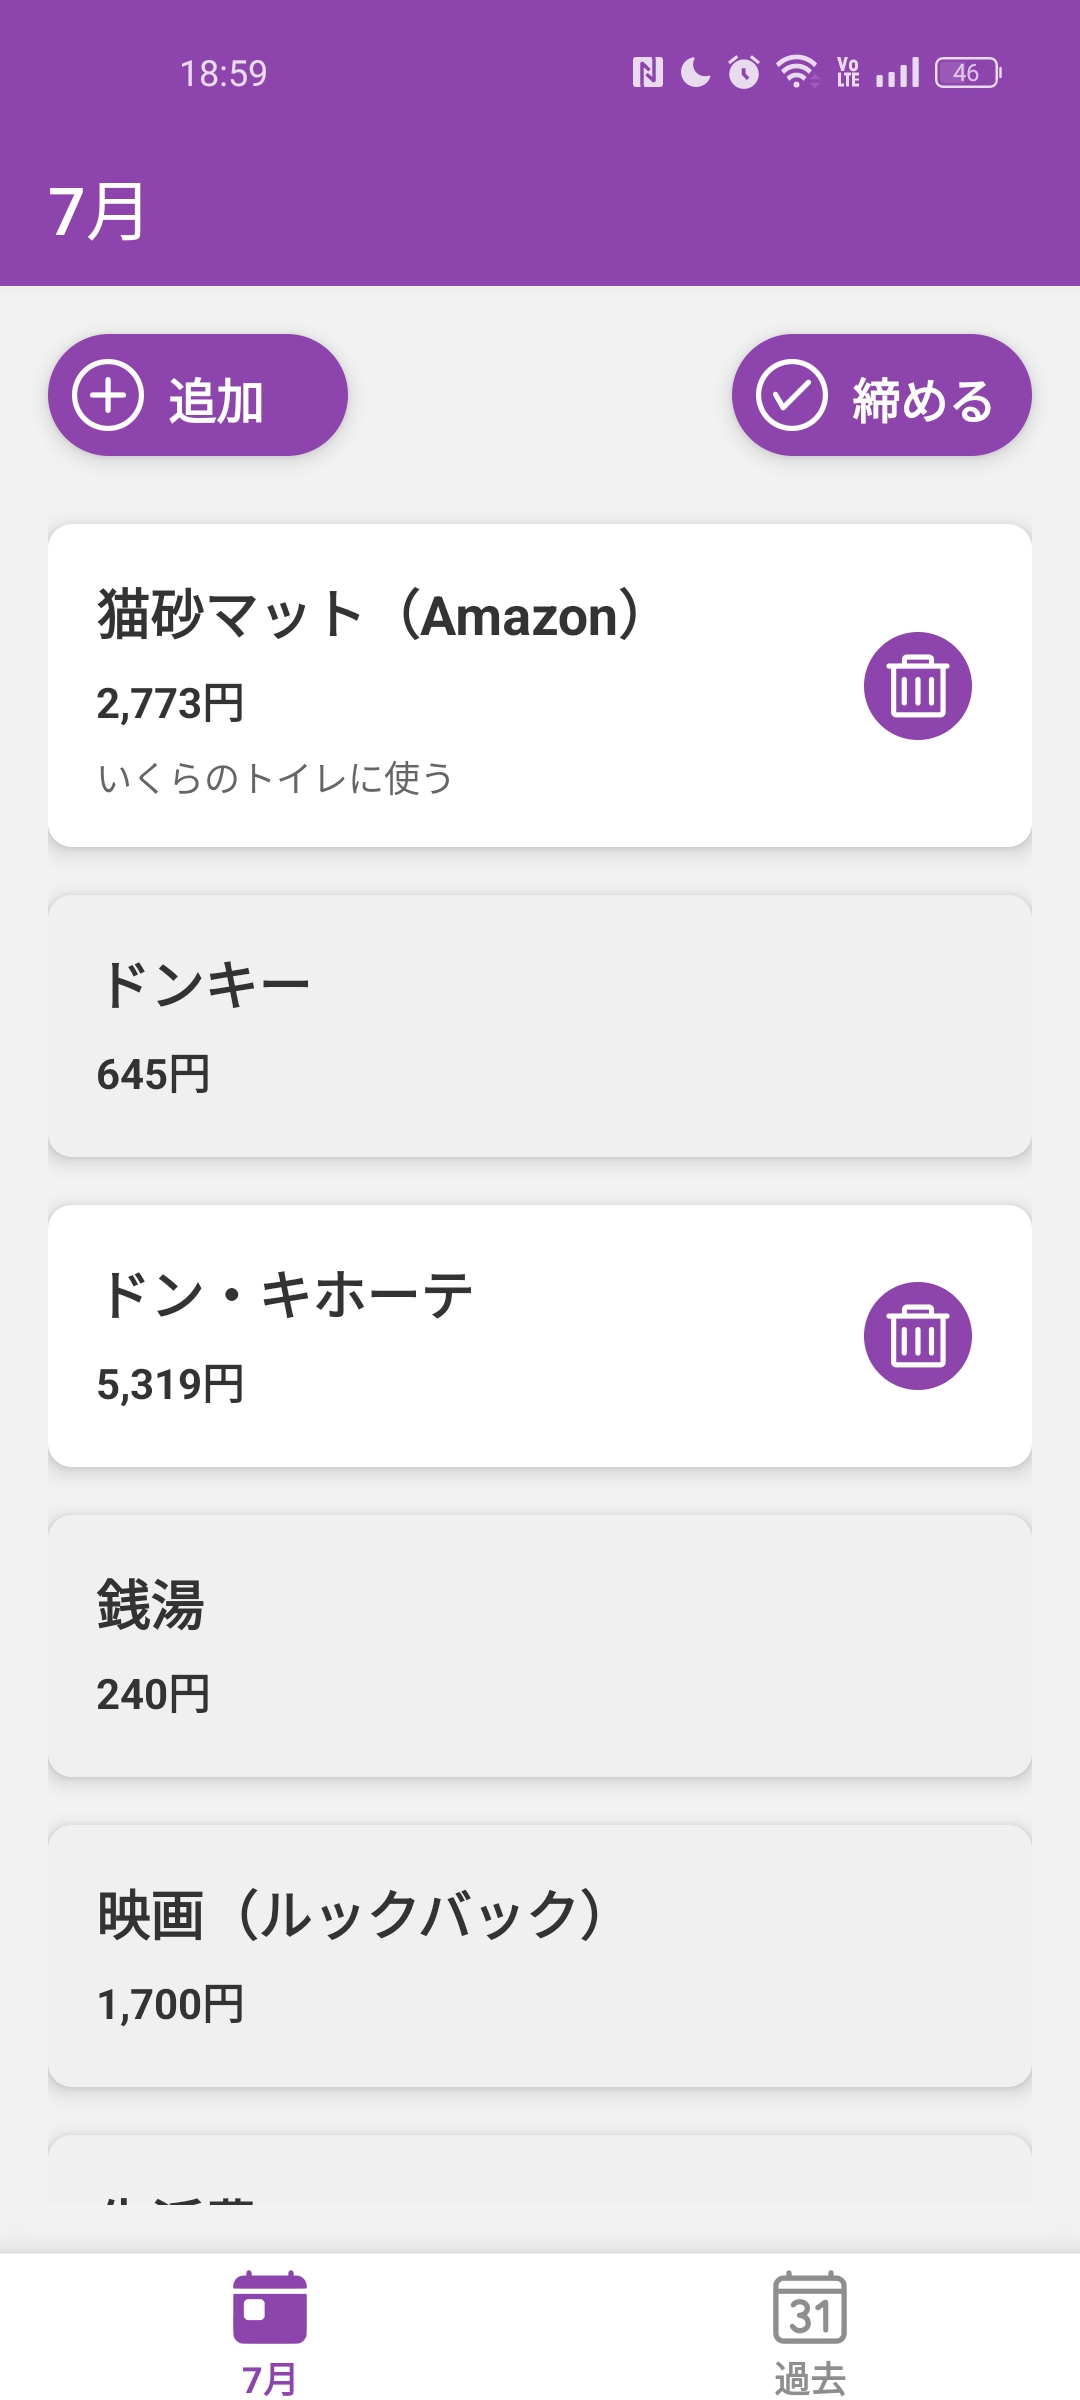 18:59
Vo
LTE
46
7月
追加
締める
猫砂マット（Amazon）
2,773円
いくらのトイレに使う
ドンキー
645円
ドン・キホーテ
5,319円
銭湯
240円
映画（ルックバック）
1,700円
31
7月
過去